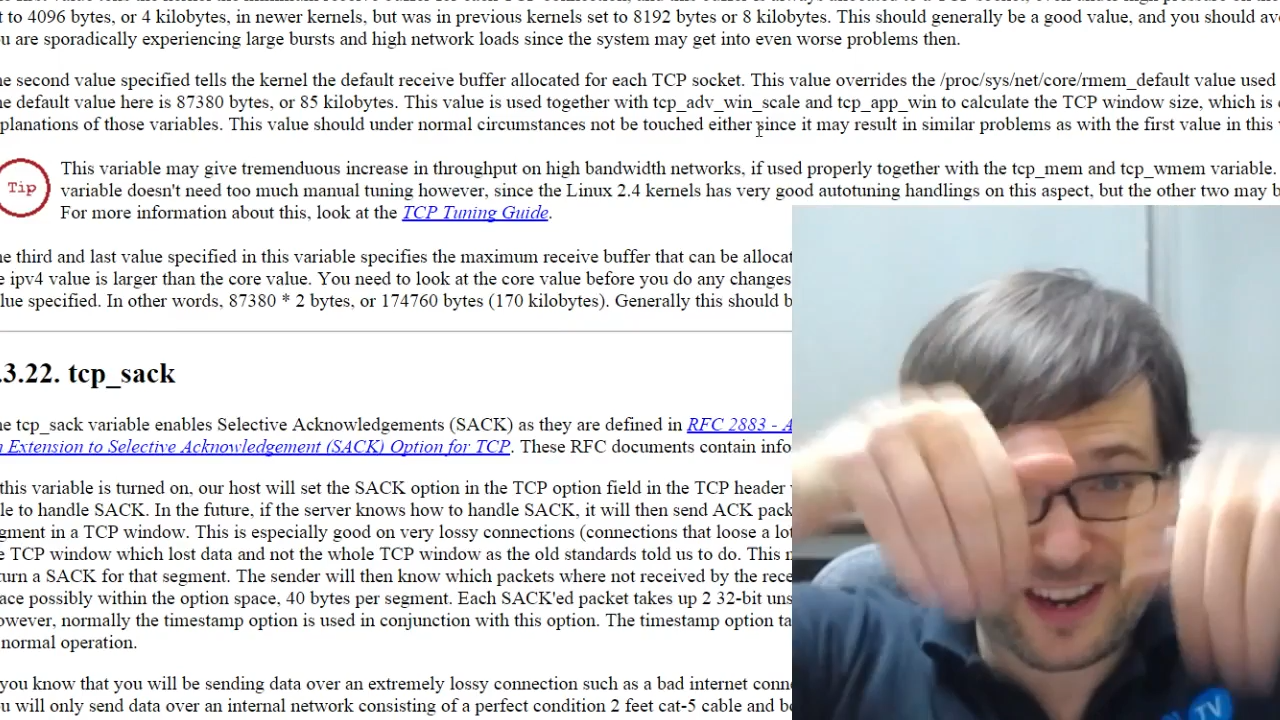 t to 4096 bytes, or 4 kilobytes, in newer kernels, but was in previous kernels set to 8192 bytes or 8 kilobytes. This should generally be a good value, and you should
u are sporadically experiencing large bursts and high network loads since the system may get into even worse problems then.
e second value specified tells the kernel the default receive buffer allocated for each TCP socket. This value overrides the /proc/sys/net/core/rmem_default value used
e default value here is 87380 bytes, or 85 kilobytes. This value is used together with tcp_adv_win_scale and tcp_app_win to calculate the TCP window size, which is
planations of those variables. This value should under normal circumstances not be touched either since it may result in similar problems as with the first value in this
Tip
This variable may give tremenduous increase in throughput on high bandwidth networks, if used properly together with the tcp_mem and tcp_wmem variable.
variable doesn't need too much manual tuning however, since the Linux 2.4 kernels has very good autotuning handlings on this aspect, but the other two may b
For more information about this, look at the TCP Tuning Guide.
e third and last value specified in this variable specifies the maximum receive buffer that can be allocat
e ipv4 value is larger than the core value. You need to look at the core value before you do any changes
lue specified. In other words, 87380 * 2 bytes, or 174760 bytes (170 kilobytes). Generally this should b
.3.22. tcp_sack
e tcp_sack variable enables Selective Acknowledgements (SACK) as they are defined in RFC 2883 - A
n Extension to Selective Acknowledgement (SACK) Option for TCP. These RFC documents contain info
this variable is turned on, our host will set the SACK option in the TCP option field in the TCP header
le to handle SACK. In the future, if the server knows how to handle SACK, it will then send ACK pack
gment in a TCP window. This is especially good on very lossy connections (connections that loose a lot
e TCP window which lost data and not the whole TCP window as the old standards told us to do. This
turn a SACK for that segment. The sender will then know which packets where not received by the rece
ace possibly within the option space, 40 bytes per segment. Each SACK'ed packet takes up 2 32-bit uns
owever, normally the timestamp option is used in conjunction with this option. The timestamp option ta
normal operation.
you know that you will be sending data over an extremely lossy connection such as a bad internet conn
u will only send data over an internal network consisting of a perfect condition 2 feet cat-5 cable and b
TV